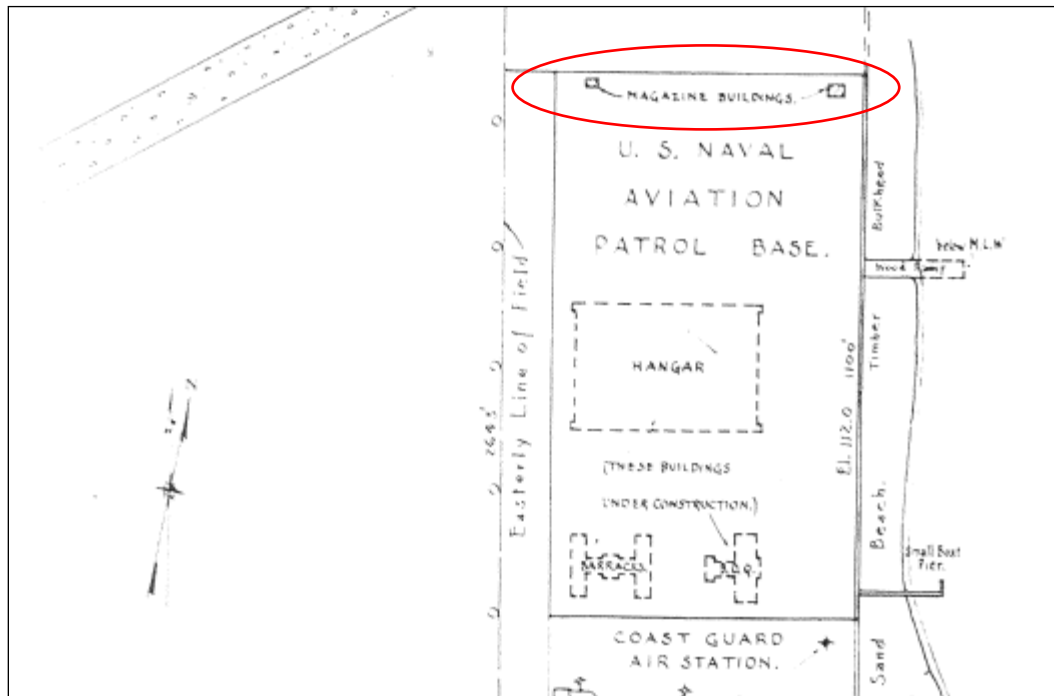 MAGAZINE BUILDINGS.
U. S. NAVAL
AVIATION
PATROL BASE.
Bulkhead
below M.L.W.
Wood Ramp
Timber
HANGAR
Easterly Line of Field
2645'
El. 112.0 1100'
(THESE BUILDINGS
UNDER CONSTRUCTION.)
Beach.
BARRACKS
B.O.Q.
Small Boat
Pier.
COAST GUARD
AIR STATION.
Sand